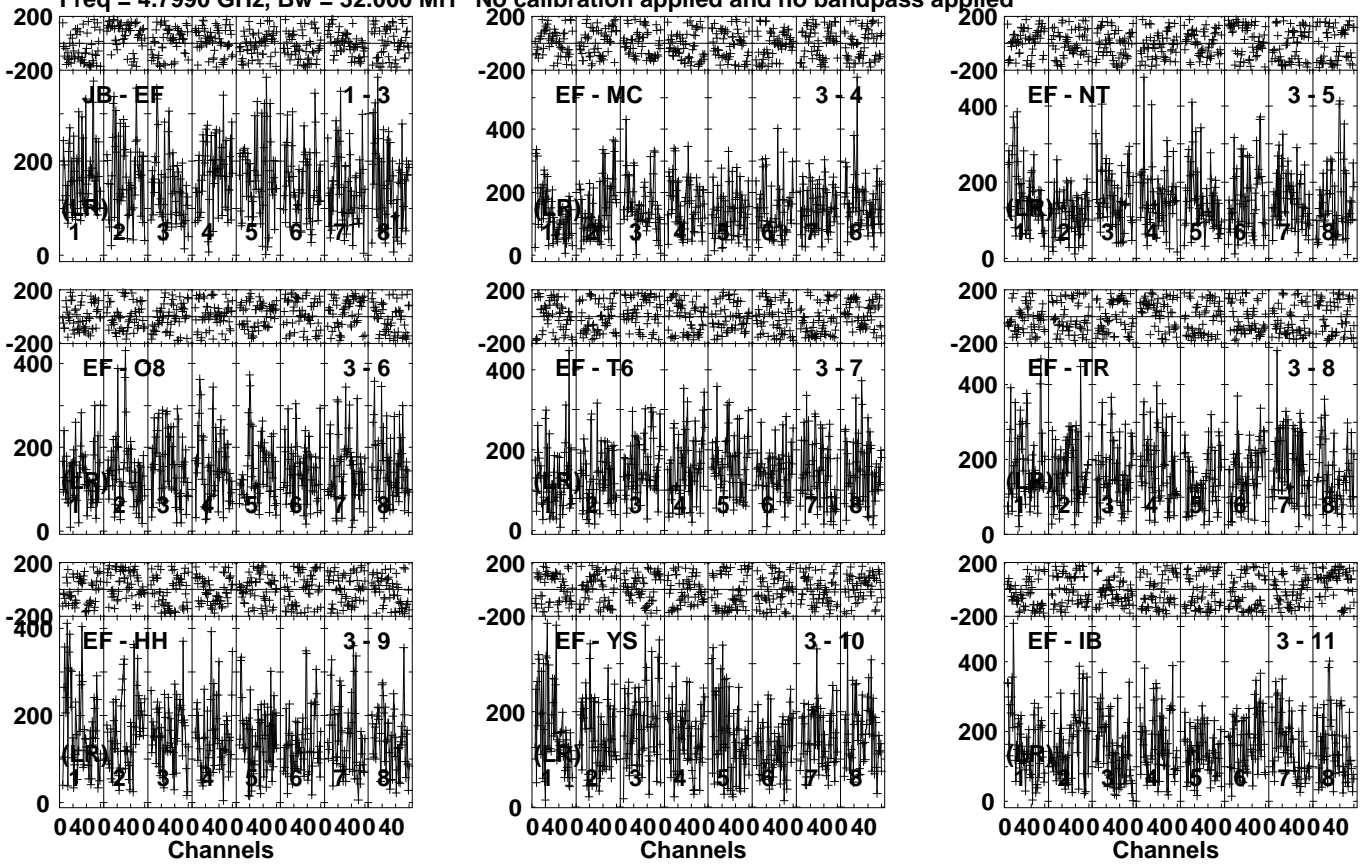 Freq = 4.7990 GHz, Bw = 32.000 MH No calibration applied and no bandpass applied
200 200 200
-200 -200 -200
JB - EF 1 - 3 EF - MC 3 - 4 EF - NT 3 - 5
400 400
200 200 200
(LR) (LR) (LR)
1 2 3 4 5 6 7 8 1 2 3 4 5 6 7 8 1 2 3 4 5 6 7 8
0 0 0
200 200 200
-200 -200 -200
400 EF - O8 3 - 6 400 EF - T6 3 - 7 400 EF - TR 3 - 8
200 200 200
(LR) (LR) (LR)
1 2 3 4 5 6 7 8 1 2 3 4 5 6 7 8 1 2 3 4 5 6 7 8
0 0 0
200 200 200
-200 -200 -200
400 EF - HH 3 - 9 EF - YS 3 - 10 400 EF - IB 3 - 11
200 200 200
(LR) (LR) (LR)
1 2 3 4 5 6 7 8 1 2 3 4 5 6 7 8 1 2 3 4 5 6 7 8
0 0 0
0 40 0 40 0 40 0 40 0 40 0 40 0 40 0 40 0 40 0 40 0 40 0 40 0 40 0 40 0 40 0 40 0 40 0 40 0 40 0 40 0 40 0 40 0 40 0 40
Channels Channels Channels